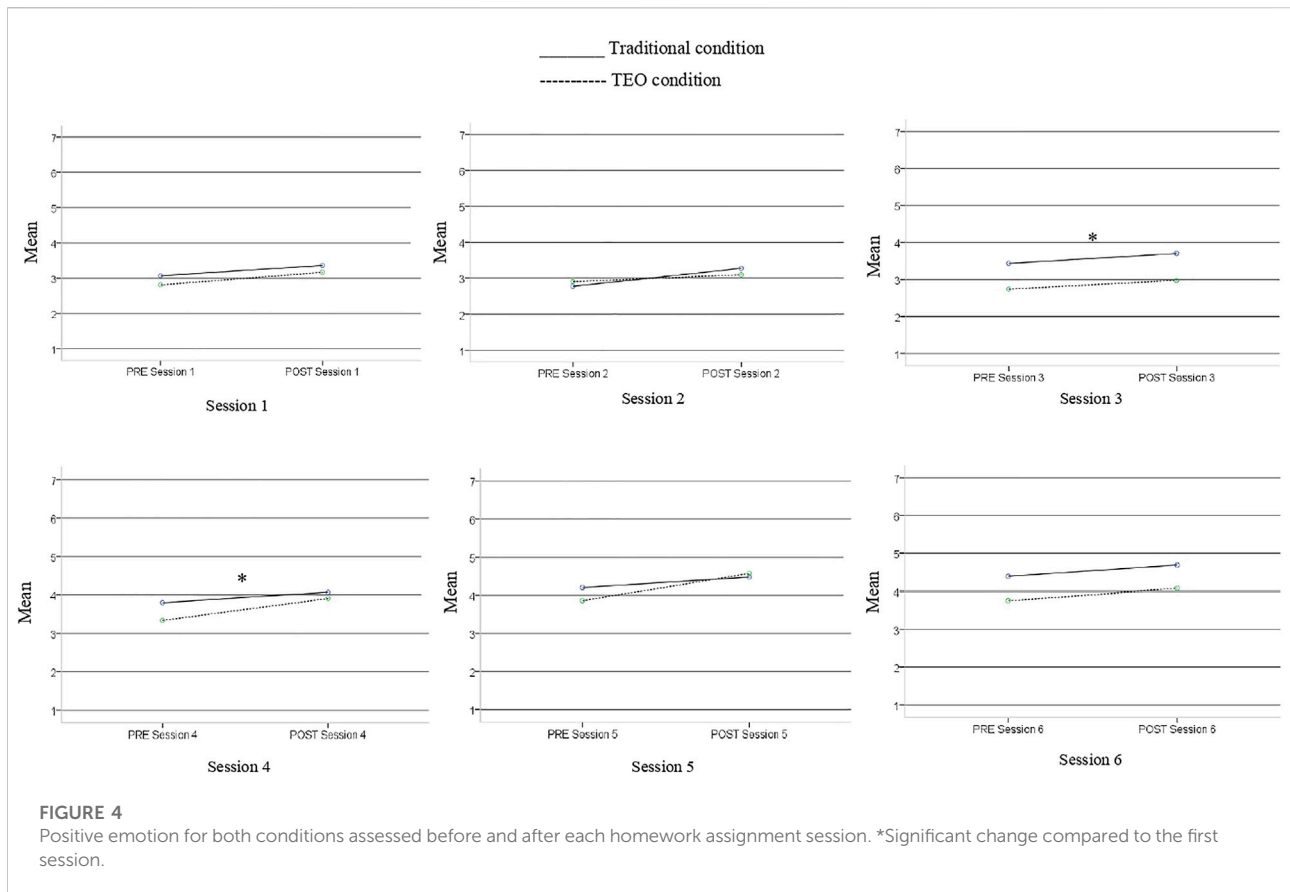 Traditional condition
TEO condition
7
6
5
4
3
2
1
Mean
PRE Session 1 POST Session 1
Session 1
7
6
5
4
3
2
1
Mean
PRE Session 2 POST Session 2
Session 2
7
6
5
4
3
2
1
Mean
*
PRE Session 3 POST Session 3
Session 3
7
6
5
4
3
2
1
Mean
*
PRE Session 4 POST Session 4
Session 4
7
6
5
4
3
2
1
Mean
PRE Session 5 POST Session 5
Session 5
7
6
5
4
3
2
1
Mean
PRE Session 6 POST Session 6
Session 6
FIGURE 4
Positive emotion for both conditions assessed before and after each homework assignment session. *Significant change compared to the first
session.